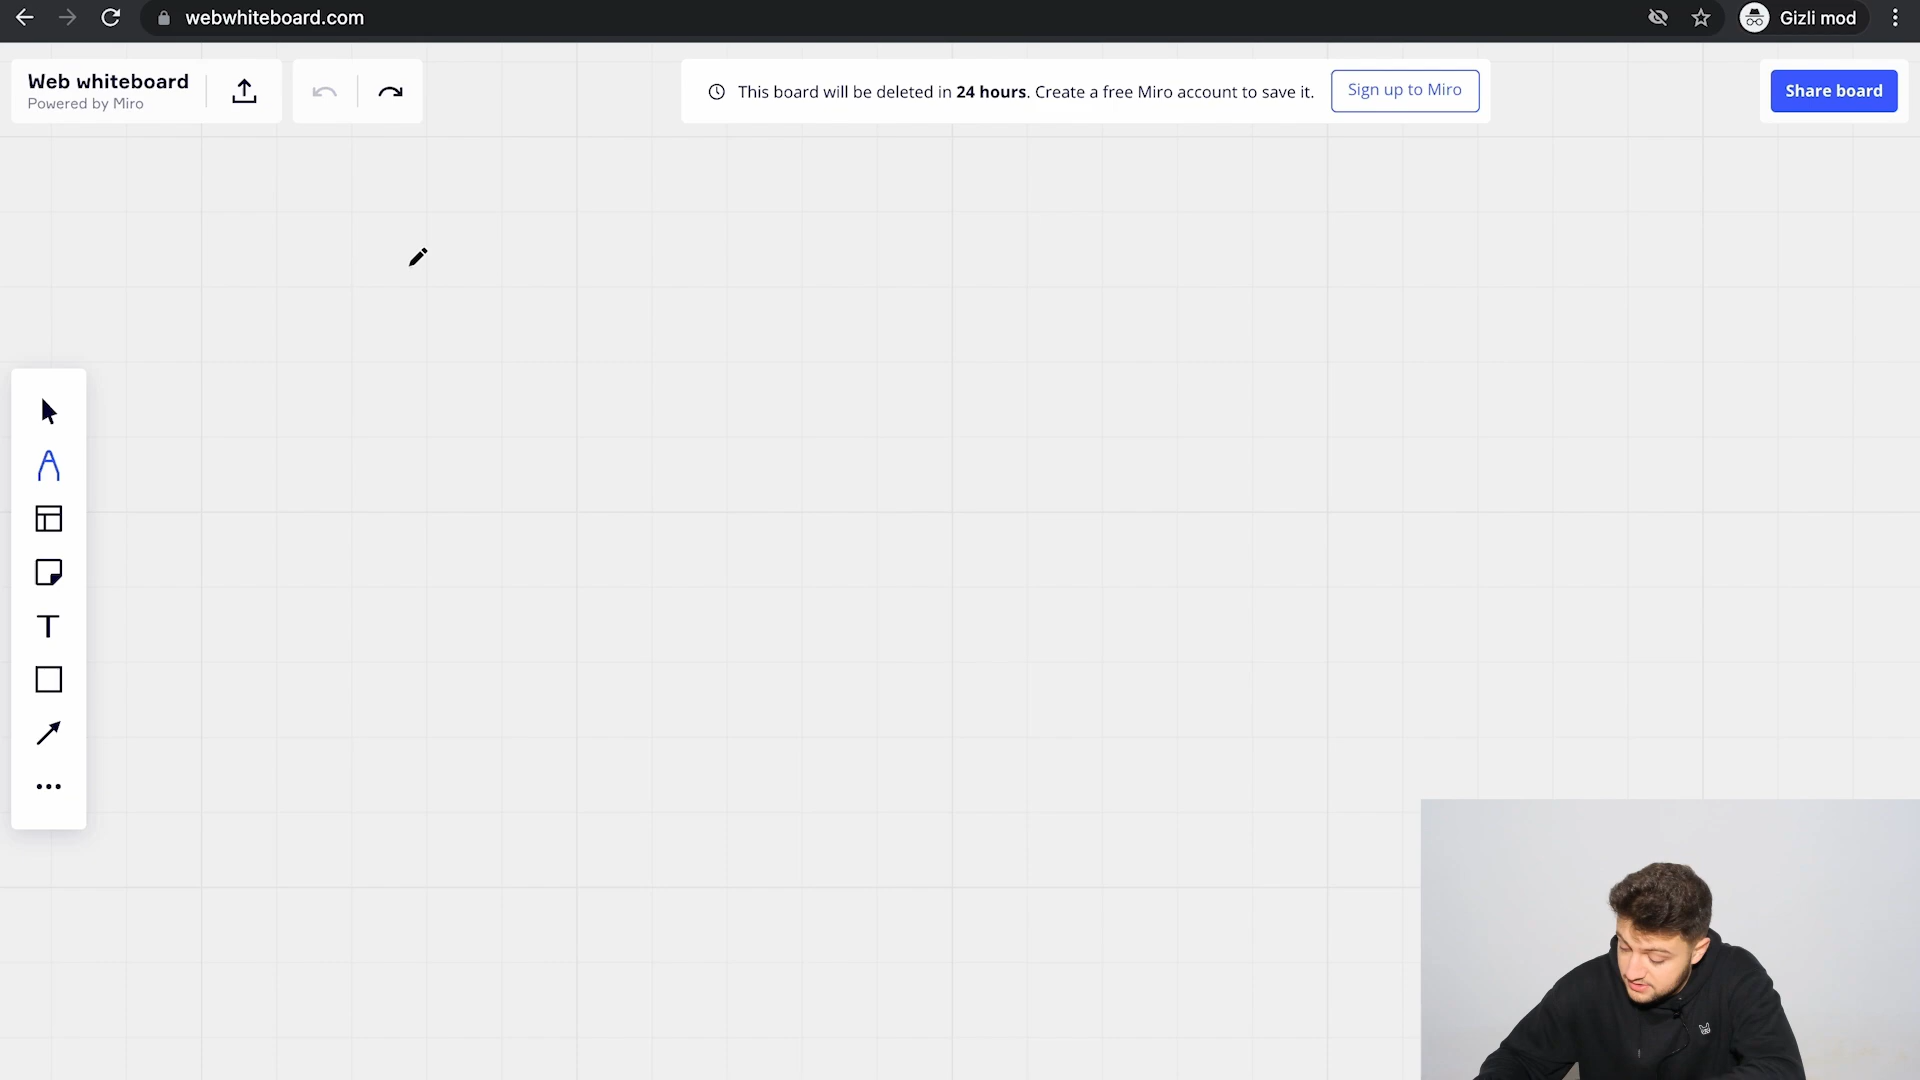 webwhiteboard.com
Gizli mod
Web whiteboard
Powered by Miro
This board will be deleted in 24 hours. Create a free Miro account to save it.
Sign up to Miro
Share board
T